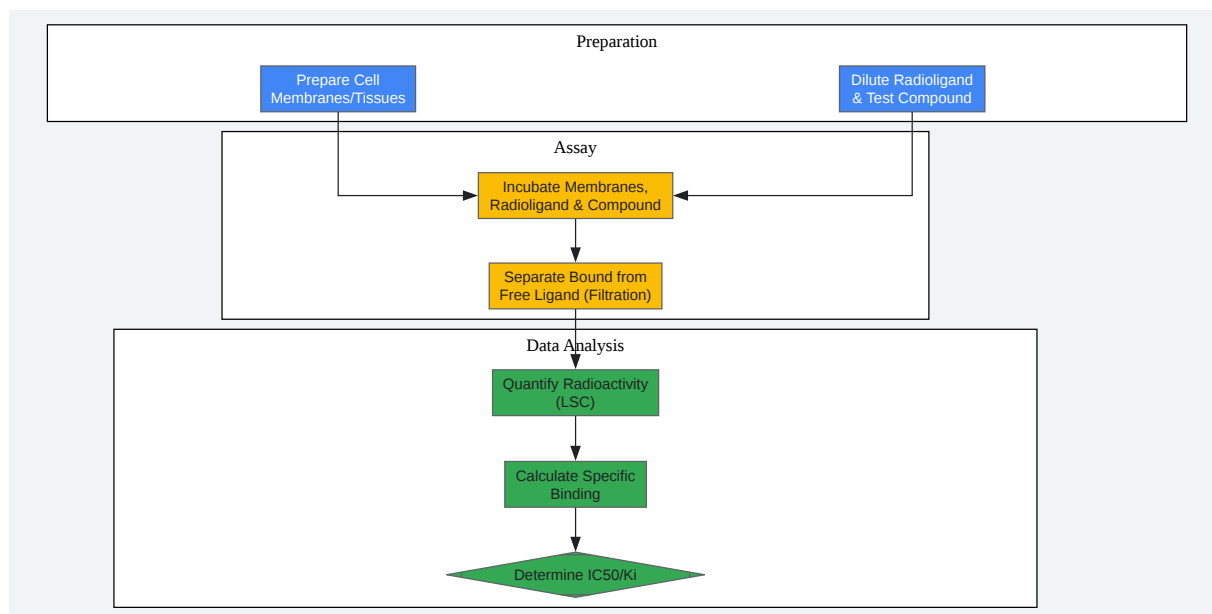 Preparation
Prepare Cell
Membranes/Tissues
Dilute Radioligand
& Test Compound
Assay
Incubate Membranes,
Radioligand & Compound
Separate Bound from
Free Ligand (Filtration)
Data Analysis
Quantify Radioactivity
(LSC)
Calculate Specific
Binding
Determine IC50/Ki